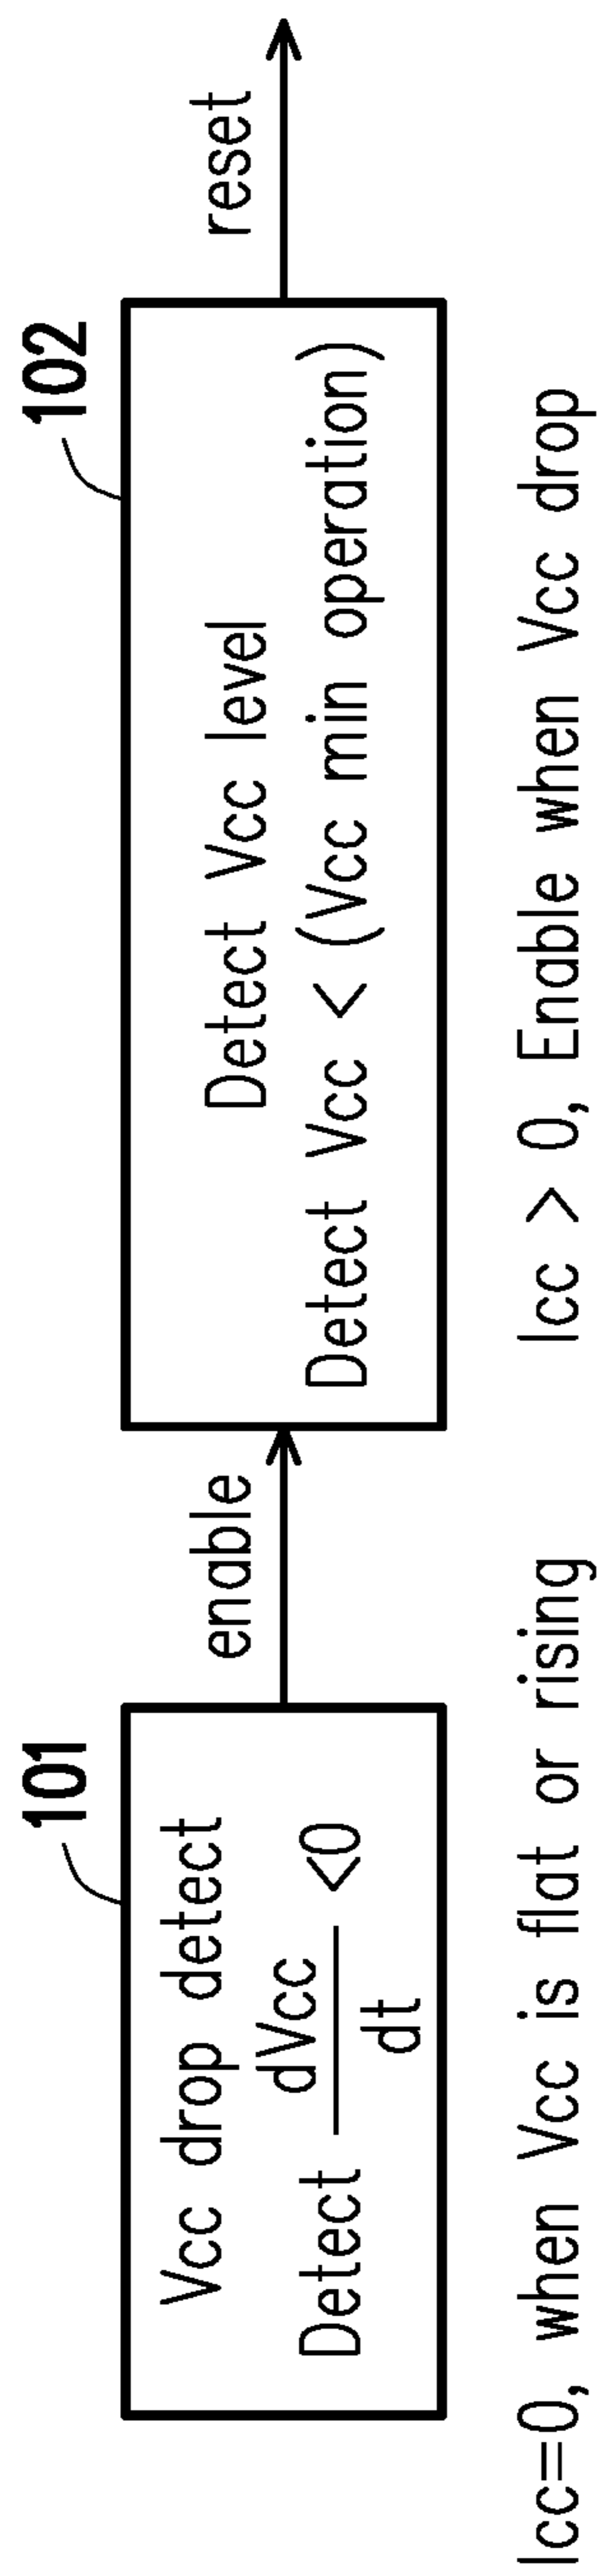 101
Vcc drop detect
Detect dVcc/dt <0
enable
102
Detect Vcc level
Detect Vcc < (Vcc min operation)
reset
Icc=0, when Vcc is flat or rising
Icc > 0, Enable when Vcc drop